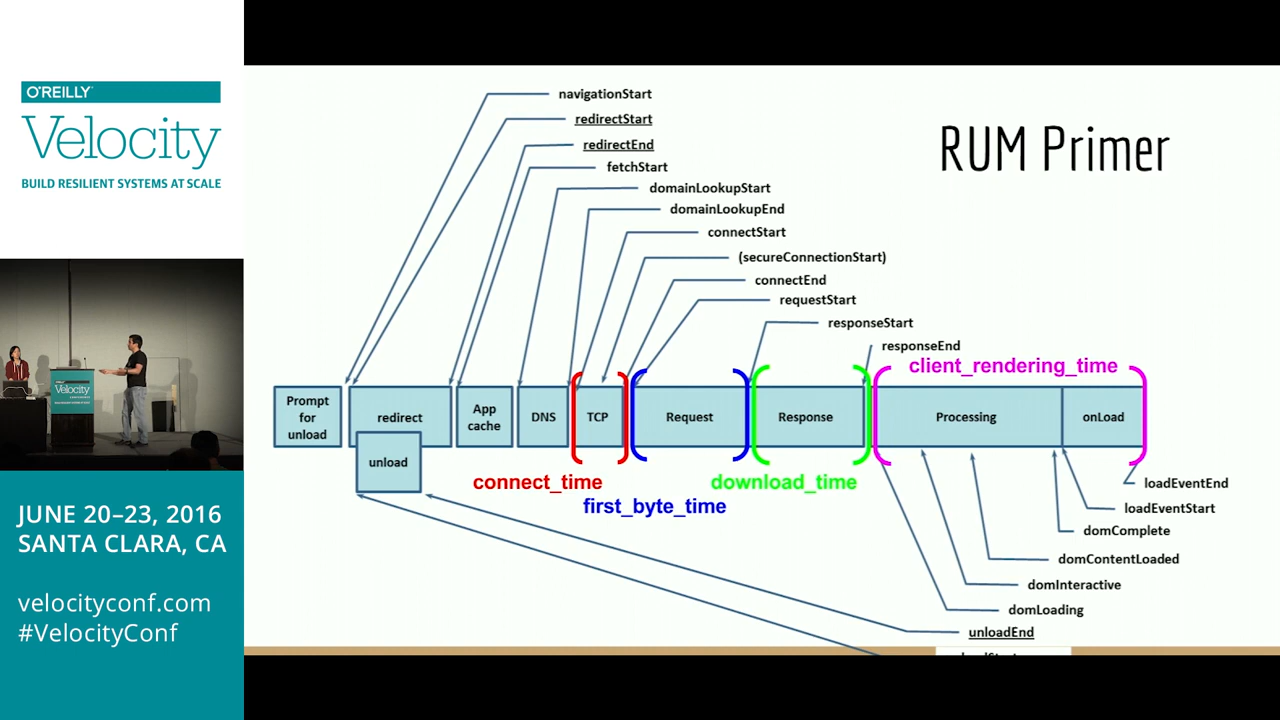 O'REILLY
Velocity
BUILD RESILIENT SYSTEMS AT SCALE
JUNE 20–23, 2016
SANTA CLARA, CA
velocityconf.com
#VelocityConf
RUM Primer
navigationStart
redirectStart
redirectEnd
fetchStart
domainLookupStart
domainLookupEnd
connectStart
(secureConnectionStart)
connectEnd
requestStart
responseStart
responseEnd
client_rendering_time
Prompt
for
unload
redirect
unload
App
cache
DNS
TCP
Request
Response
Processing
onLoad
connect_time
first_byte_time
download_time
loadEventEnd
loadEventStart
domComplete
domContentLoaded
domInteractive
domLoading
unloadEnd